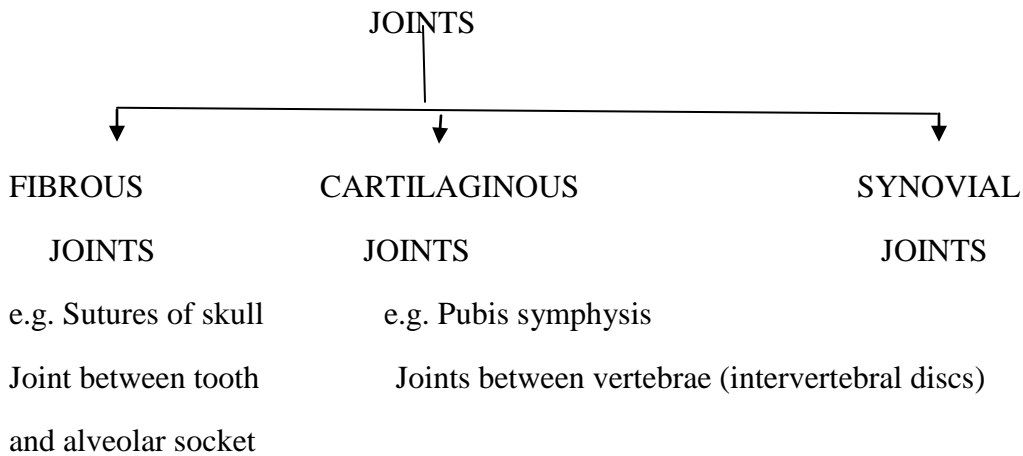 JOINTS
FIBROUS CARTILAGINOUS SYNOVIAL
JOINTS JOINTS JOINTS
e.g. Sutures of skull e.g. Pubis symphysis
Joint between tooth Joints between vertebrae (intervertebral discs)
and alveolar socket